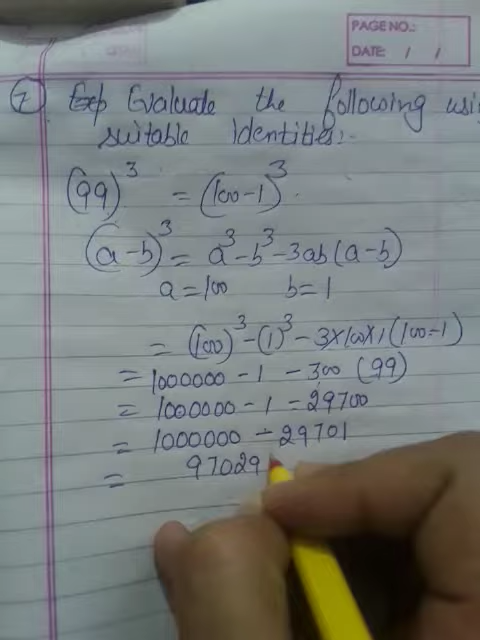 PAGE NO.:
DATE: / /
7 Evaluate the following usi
suitable identities:-
(99)³ = (100-1)³.
(a-b)³ = a³-b³-3ab(a-b)
a=100 b=1
= (100)³-(1)³-3×100×1(100-1)
= 1000000-1-300 (99)
= 1000000-1-29700
= 1000000-29701
= 97029